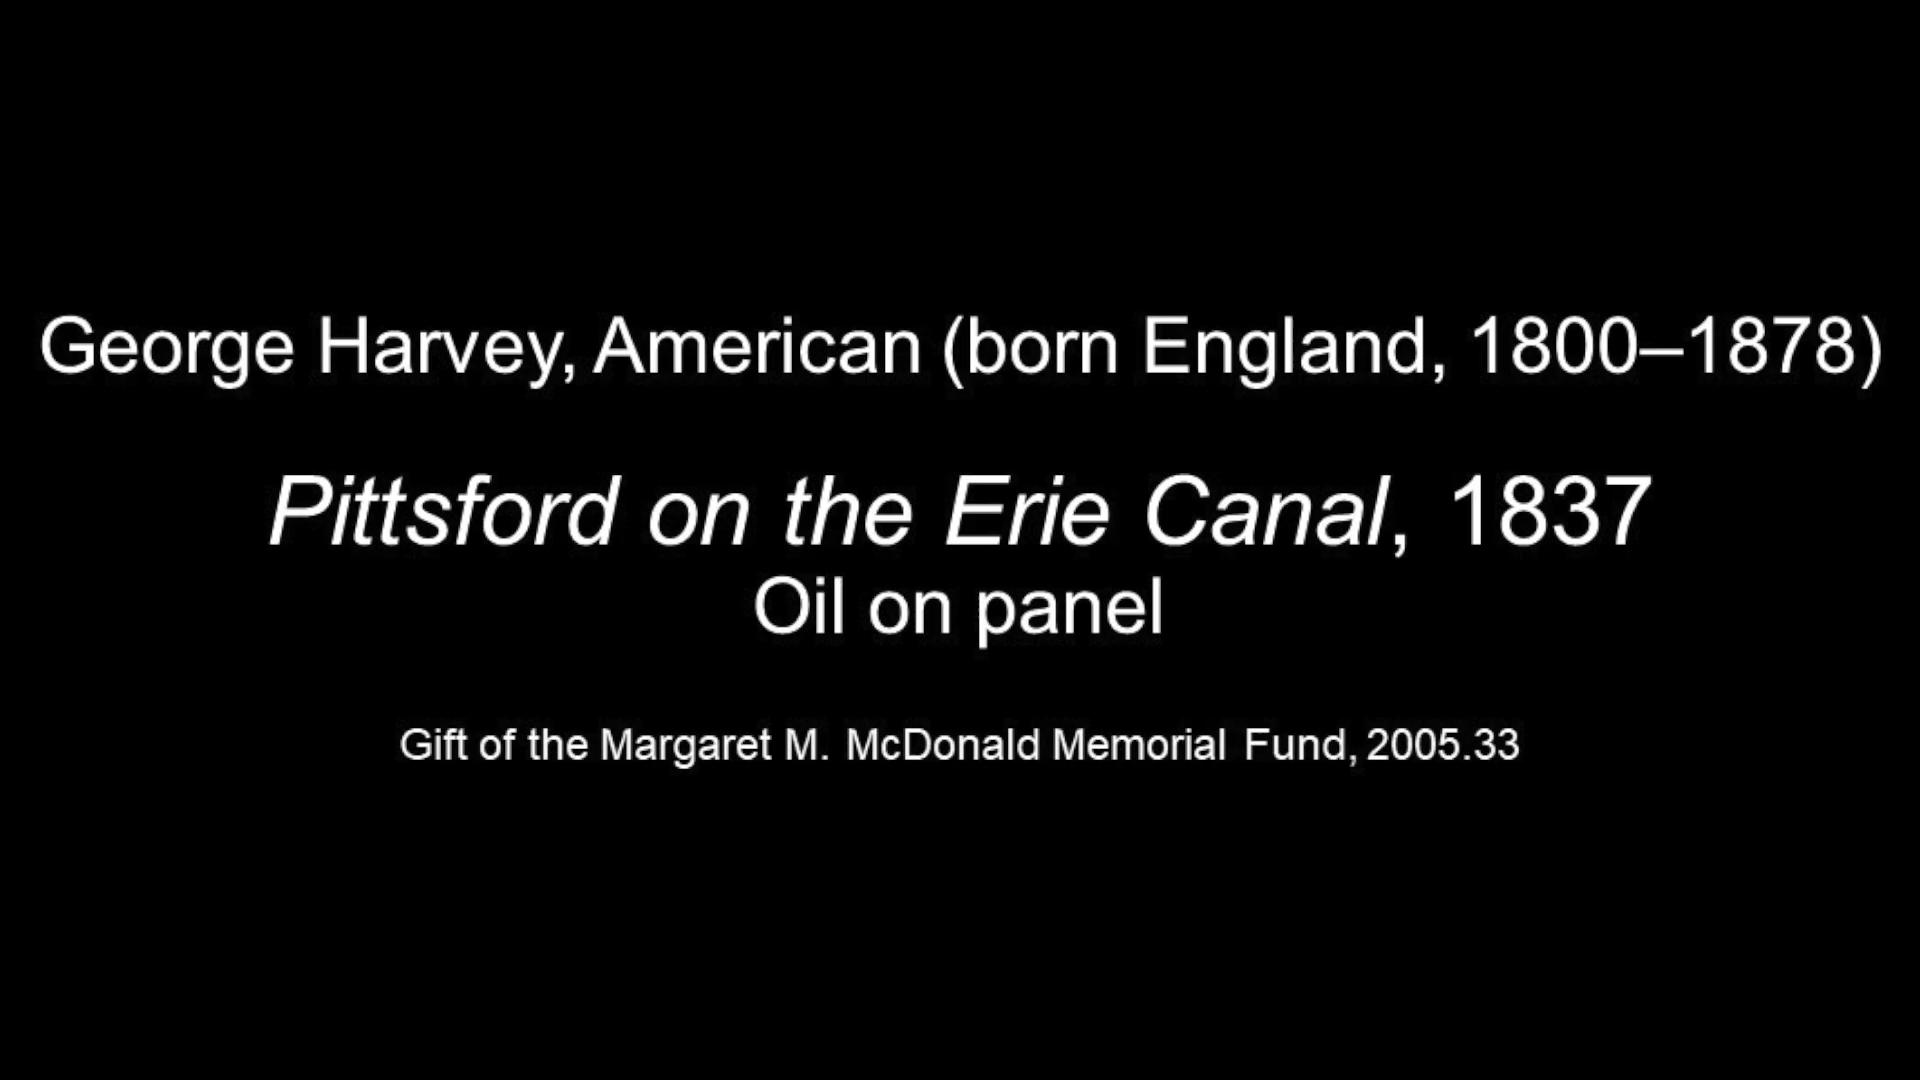 George Harvey, American (born England, 1800–1878)
Pittsford on the Erie Canal, 1837
Oil on panel
Gift of the Margaret M. McDonald Memorial Fund, 2005.33